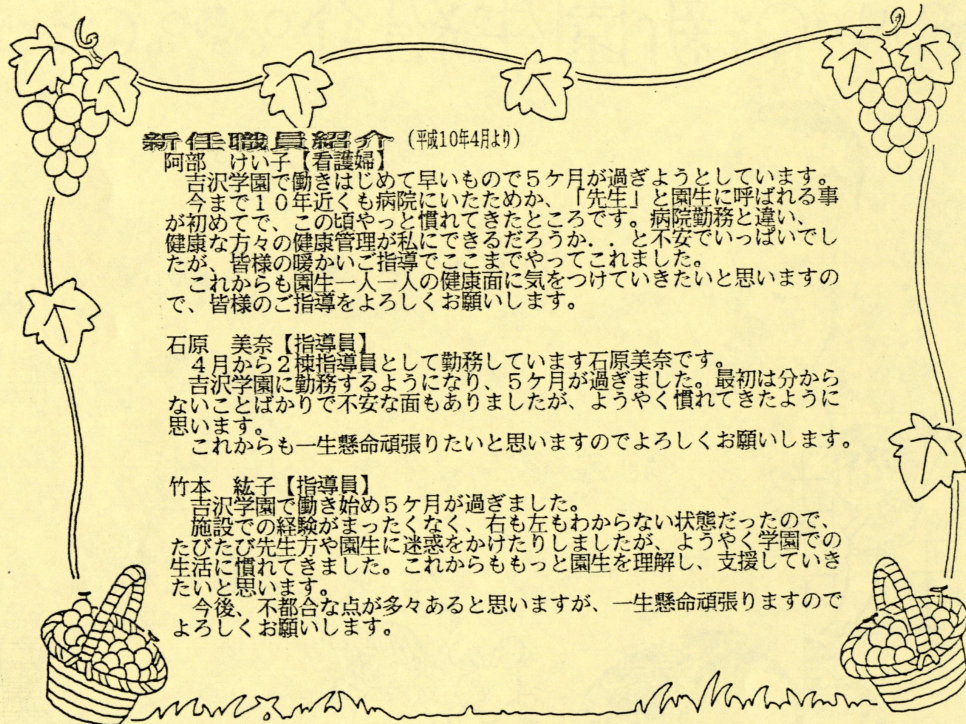 新任職員紹介（平成10年4月より）
阿部　けい子【看護婦】
　吉沢学園で働きはじめて早いもので５ケ月が過ぎようとしています。
　今まで１０年近くも病院にいたためか、「先生」と園生に呼ばれる事
が初めてで、この頃やっと慣れてきたところです。病院勤務と違い、
健康な方々の健康管理が私にできるだろうか．．と不安でいっぱいでし
たが、皆様の暖かいご指導でここまでやってこれました。
　これからも園生一人一人の健康面に気をつけていきたいと思いますの
で、皆様のご指導をよろしくお願いします。
石原　美奈【指導員】
　４月から２棟指導員として勤務しています石原美奈です。
　吉沢学園に勤務するようになり、５ケ月が過ぎました。最初は分から
ないことばかりで不安な面もありましたが、ようやく慣れてきたように
思います。
　これからも一生懸命頑張りたいと思いますのでよろしくお願いします。
竹本　紘子【指導員】
　吉沢学園で働き始め５ケ月が過ぎました。
　施設での経験がまったくなく、右も左もわからない状態だったので、
たびたび先生方や園生に迷惑をかけたりしましたが、ようやく学園での
生活に慣れてきました。これからももっと園生を理解し、支援していき
たいと思います。
　今後、不都合な点が多々あると思いますが、一生懸命頑張りますので
よろしくお願いします。